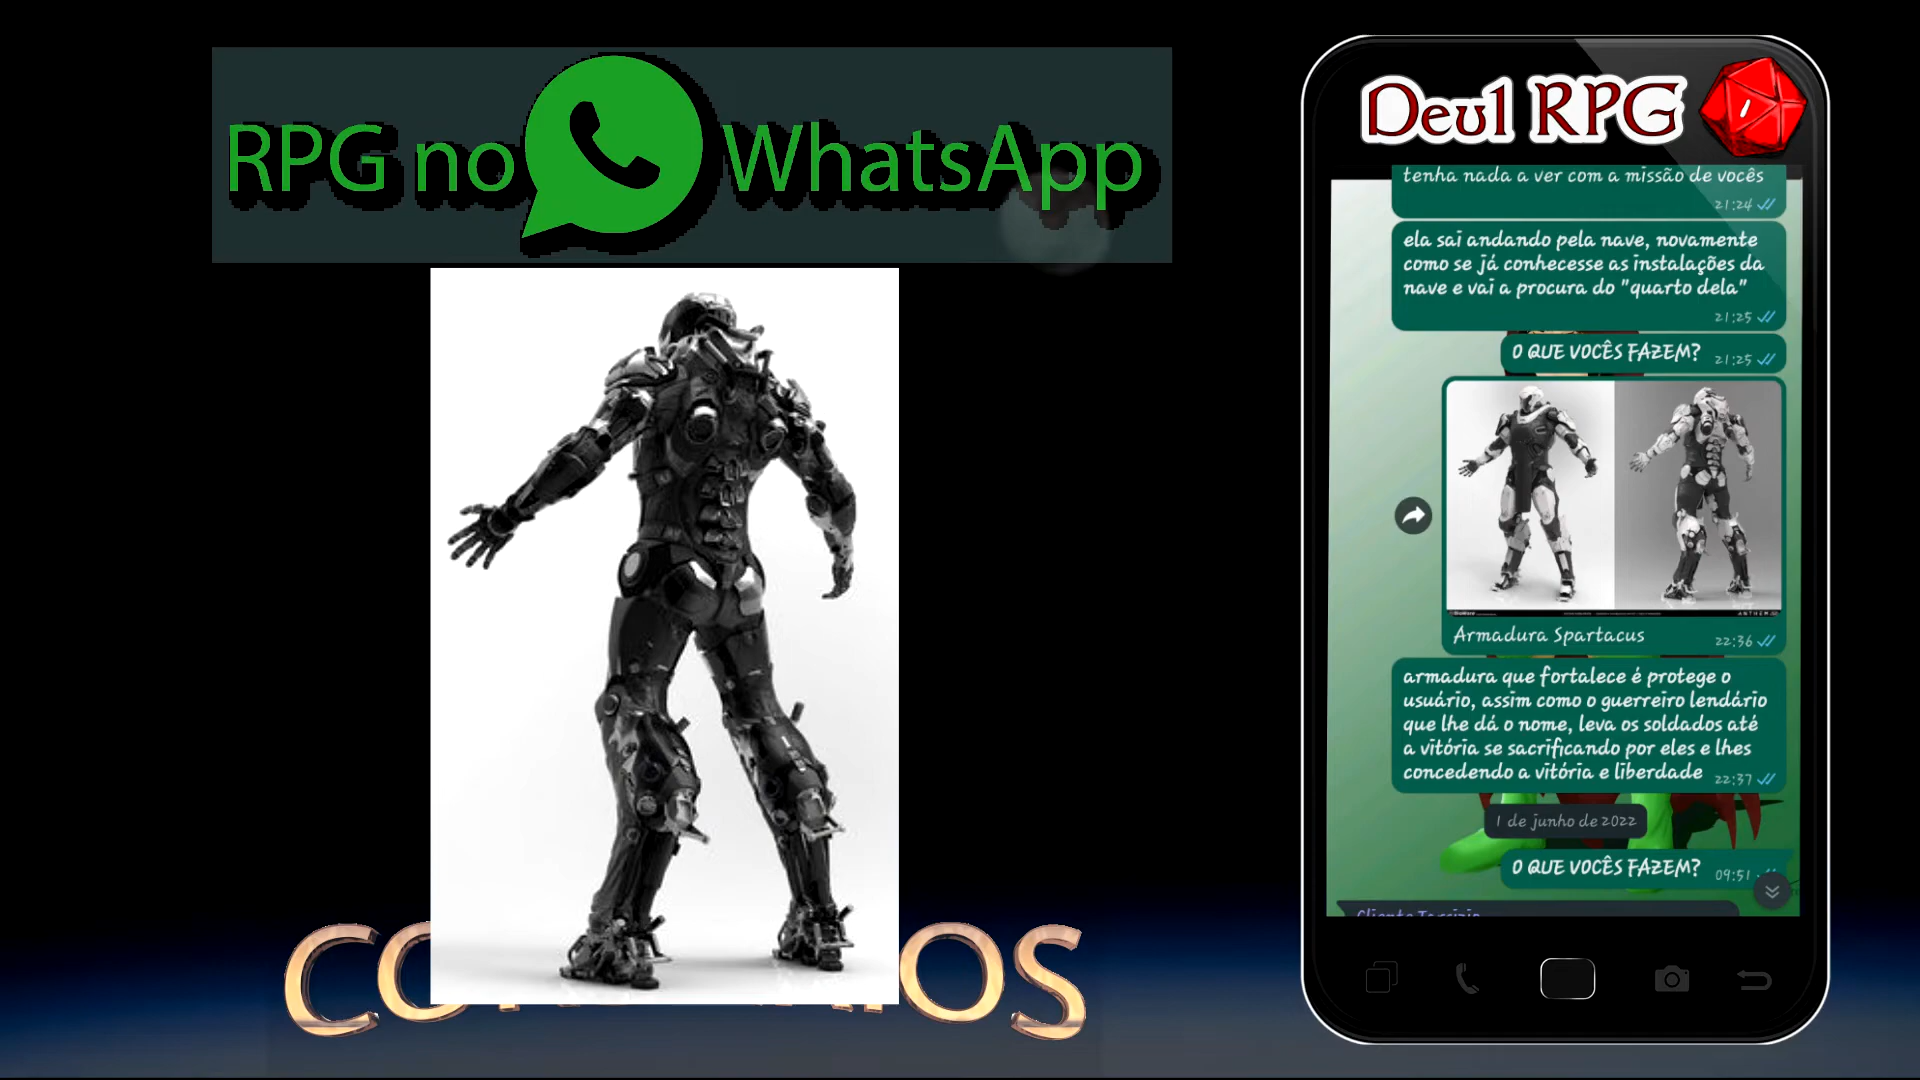 RPG no WhatsApp
Deu1 RPG
tenha nada a ver com a missão de vocês
21:24
ela sai andando pela nave, novamente
como se já conhecesse as instalações da
nave e vai a procura do "quarto dela"
21:25
O QUE VOCÊS FAZEM? 21:25
Armadura Spartacus 22:36
armadura que fortalece é protege o
usuário, assim como o guerreiro lendário
que lhe dá o nome, leva os soldados até
a vitória se sacrificando por eles e lhes
concedendo a vitória e liberdade 22:37
1 de junho de 2022
O QUE VOCÊS FAZEM? 09:51